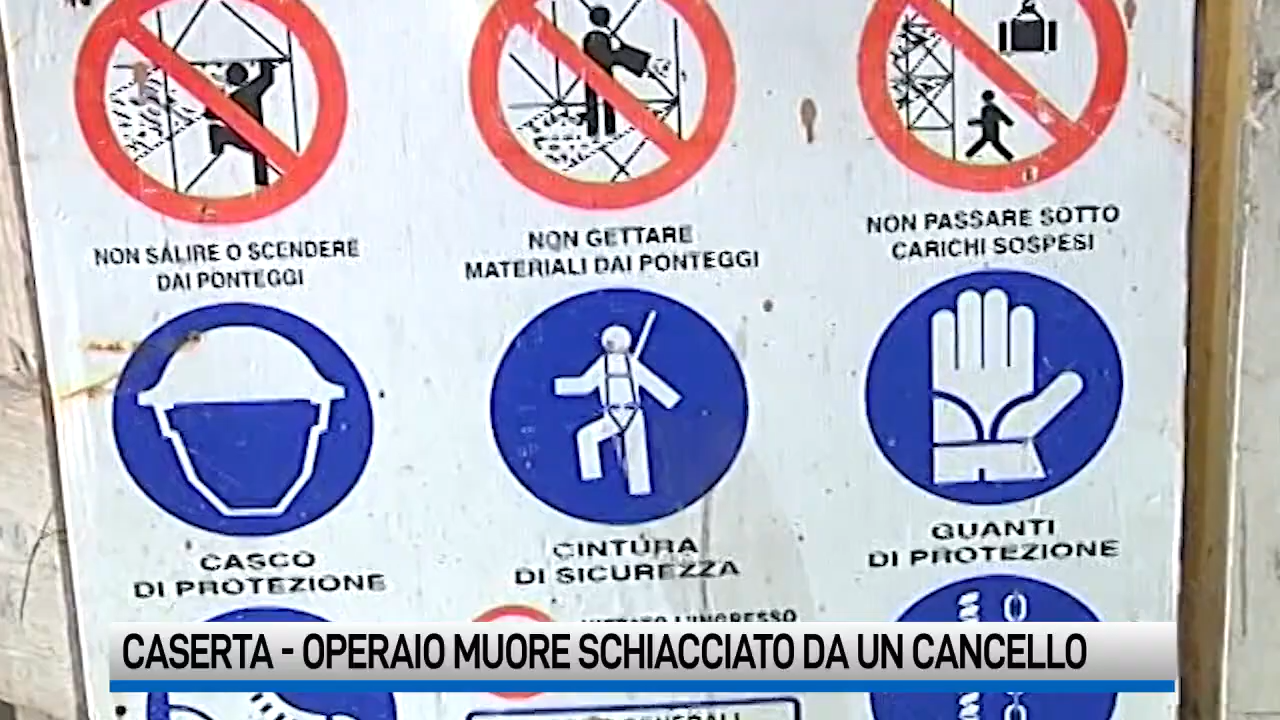 NON SALIRE O SCENDERE
DAI PONTEGGI
NON GETTARE
MATERIALI DAI PONTEGGI
NON PASSARE SOTTO
CARICHI SOSPESI
CASCO
DI PROTEZIONE
CINTURA
DI SICUREZZA
GUANTI
DI PROTEZIONE
L'INGRESSO
CASERTA - OPERAIO MUORE SCHIACCIATO DA UN CANCELLO
GENERALI